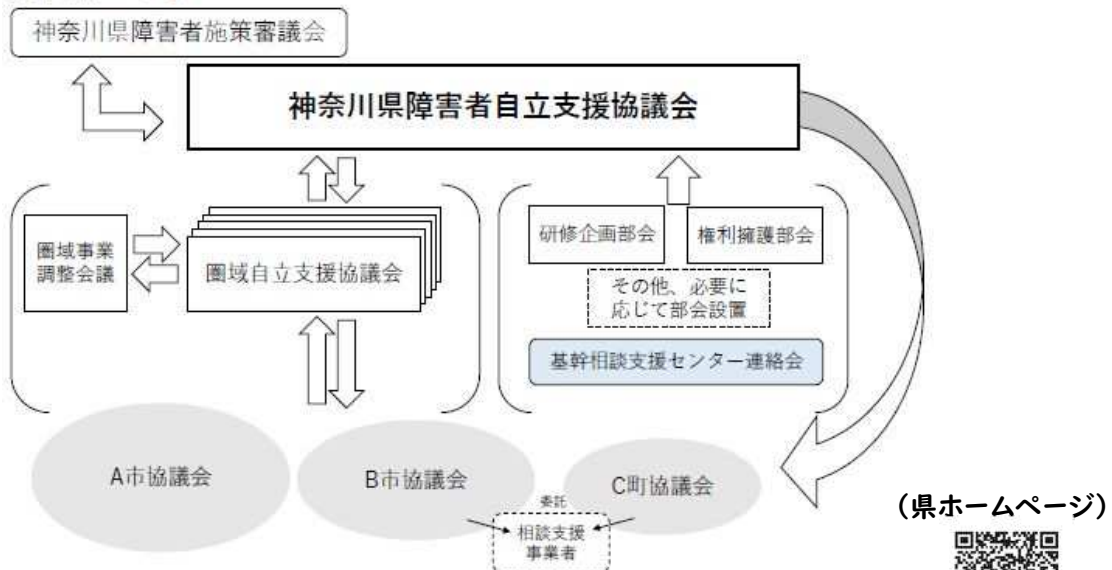 神奈川県障害者施策審議会
神奈川県障害者自立支援協議会
圏域事業
調整会議
圏域自立支援協議会
研修企画部会
権利擁護部会
その他、必要に
応じて部会設置
基幹相談支援センター連絡会
A市協議会
B市協議会
C町協議会
委託
相談支援
事業者
(県ホームページ)